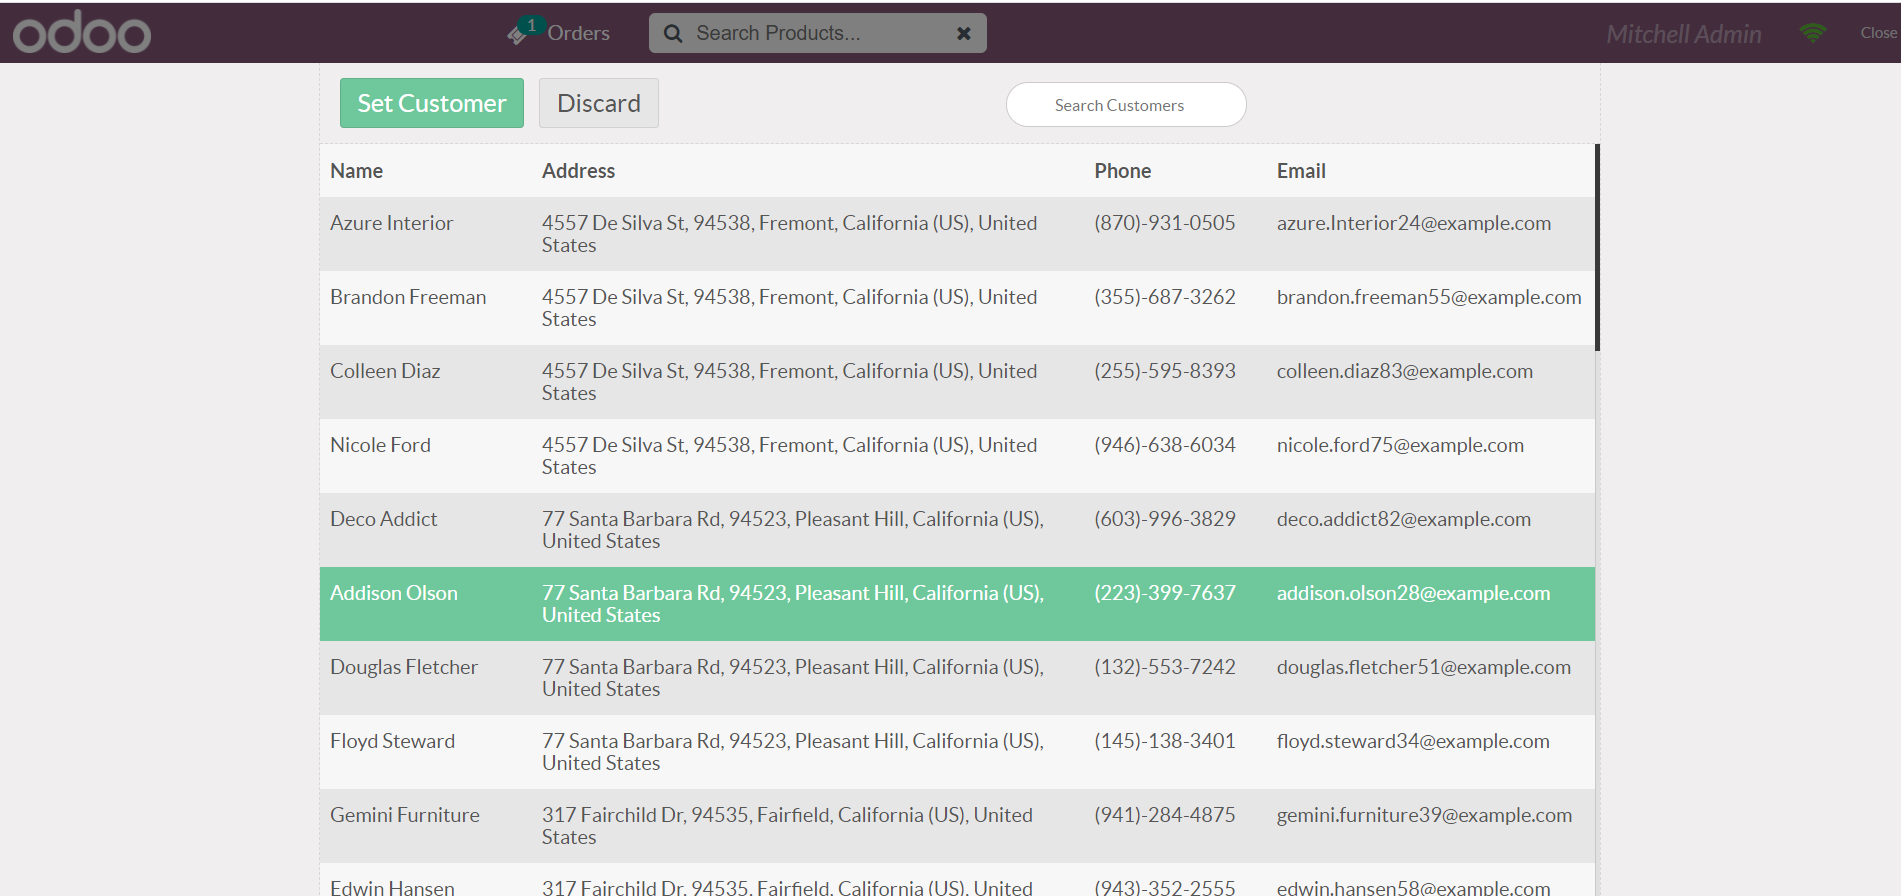 odoo 1 Orders Search Products... Mitchell Admin Close
Set Customer Discard Search Customers
Name Address Phone Email
Azure Interior 4557 De Silva St, 94538, Fremont, California (US), United (870)-931-0505 azure.Interior24@example.com
States
Brandon Freeman 4557 De Silva St, 94538, Fremont, California (US), United (355)-687-3262 brandon.freeman55@example.com
States
Colleen Diaz 4557 De Silva St, 94538, Fremont, California (US), United (255)-595-8393 colleen.diaz83@example.com
States
Nicole Ford 4557 De Silva St, 94538, Fremont, California (US), United (946)-638-6034 nicole.ford75@example.com
States
Deco Addict 77 Santa Barbara Rd, 94523, Pleasant Hill, California (US), (603)-996-3829 deco.addict82@example.com
United States
Addison Olson 77 Santa Barbara Rd, 94523, Pleasant Hill, California (US), (223)-399-7637 addison.olson28@example.com
United States
Douglas Fletcher 77 Santa Barbara Rd, 94523, Pleasant Hill, California (US), (132)-553-7242 douglas.fletcher51@example.com
United States
Floyd Steward 77 Santa Barbara Rd, 94523, Pleasant Hill, California (US), (145)-138-3401 floyd.steward34@example.com
United States
Gemini Furniture 317 Fairchild Dr, 94535, Fairfield, California (US), United (941)-284-4875 gemini.furniture39@example.com
States
Edwin Hansen 317 Fairchild Dr, 94535, Fairfield, California (US), United (943)-352-2555 edwin.hansen58@example.com